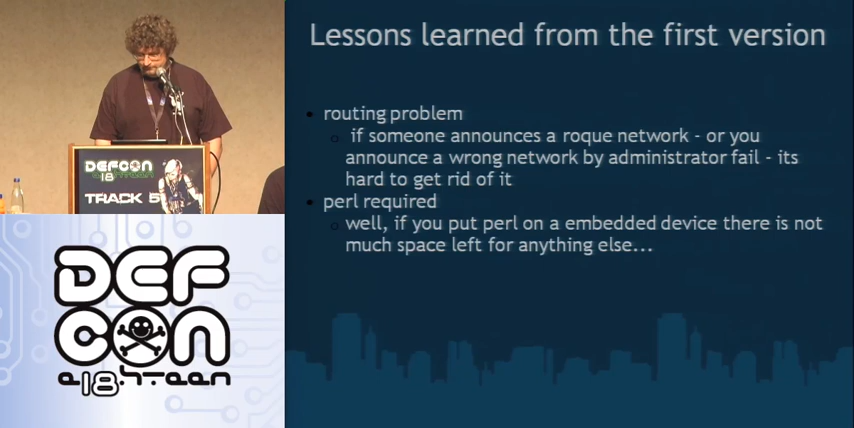 DEFCON
18
TRACK 5
DEF
CON
Lessons learned from the first version
routing problem
if someone announces a roque network - or you
announce a wrong network by administrator fail - its
hard to get rid of it
perl required
well, if you put perl on a embedded device there is not
much space left for anything else...